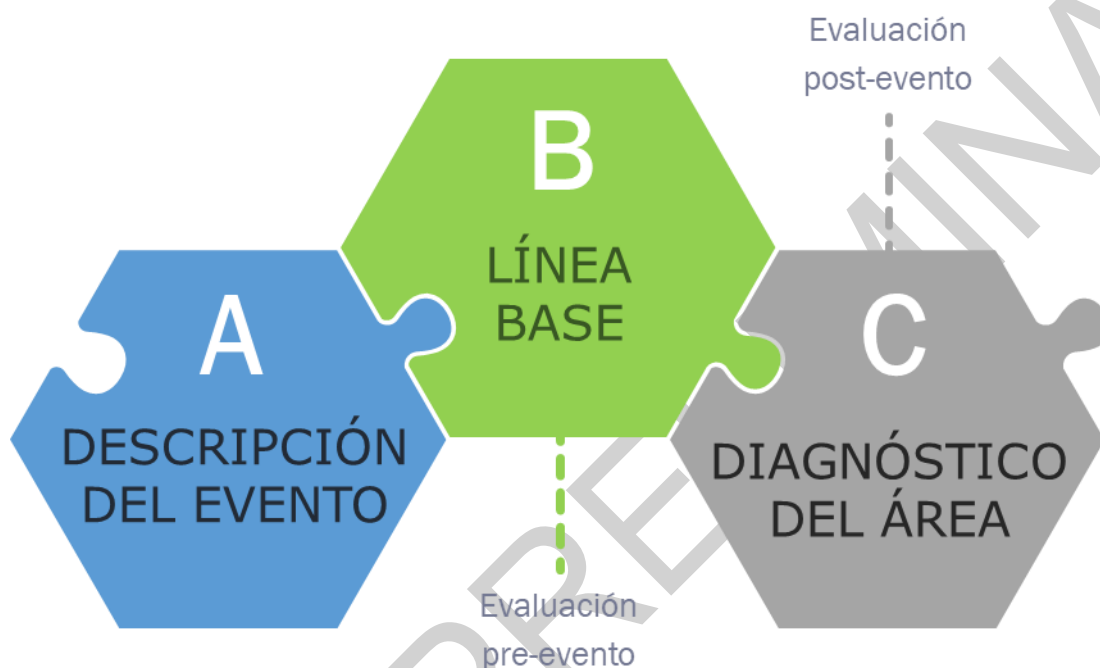 Evaluación
post-evento
B
LÍNEA
BASE
A
DESCRIPCIÓN
DEL EVENTO
C
DIAGNÓSTICO
DEL ÁREA
Evaluación
pre-evento